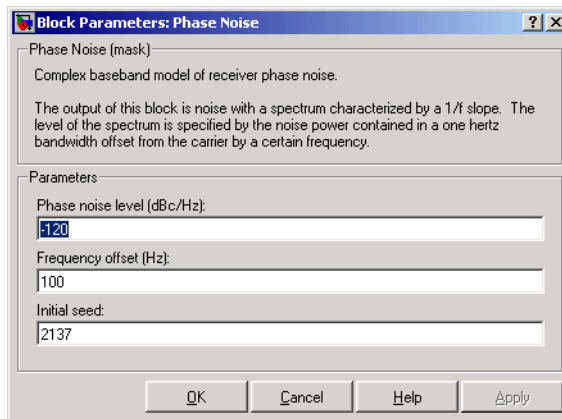 Block Parameters: Phase Noise
Phase Noise (mask)
Complex baseband model of receiver phase noise.
The output of this block is noise with a spectrum characterized by a 1/f slope. The
level of the spectrum is specified by the noise power contained in a one hertz
bandwidth offset from the carrier by a certain frequency.
Parameters
Phase noise level (dBc/Hz):
-120
Frequency offset (Hz):
100
Initial seed:
2137
OK Cancel Help Apply